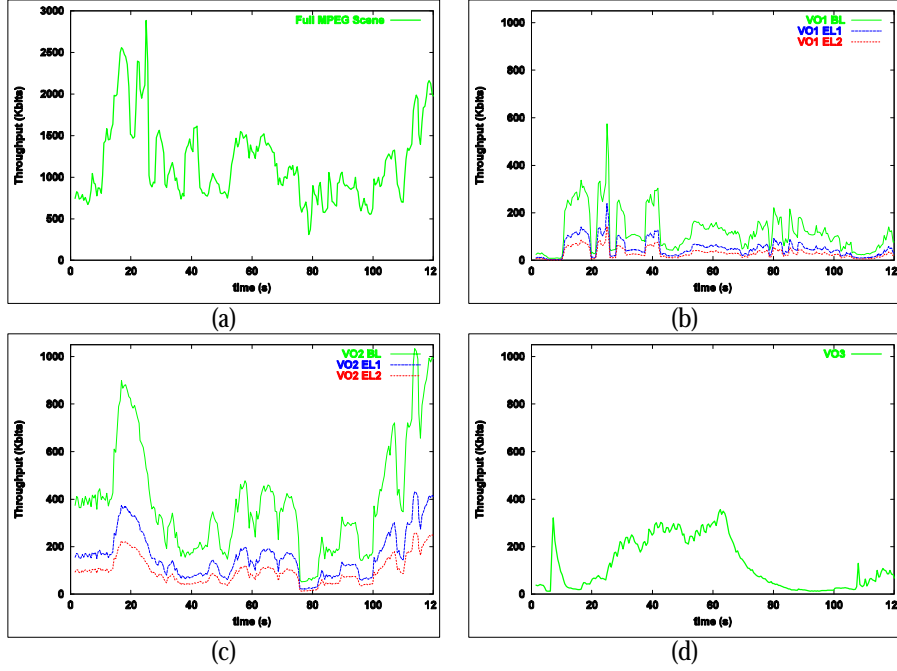 Full MPEG Scene
Throughput (Kbits)
3000
2500
2000
1500
1000
500
0
0 20 40 60 80 100 12
time (s)
(a)
VO1 BL
VO1 EL1
VO1 EL2
Throughput (Kbits)
1000
800
600
400
200
0
0 20 40 60 80 100 120
time (s)
(b)
VO2 BL
VO2 EL1
VO2 EL2
Throughput (Kbits)
1000
800
600
400
200
0
0 20 40 60 80 100 120
time (s)
(c)
VO3
Throughput (Kbits)
1000
800
600
400
200
0
0 20 40 60 80 100 120
time (s)
(d)